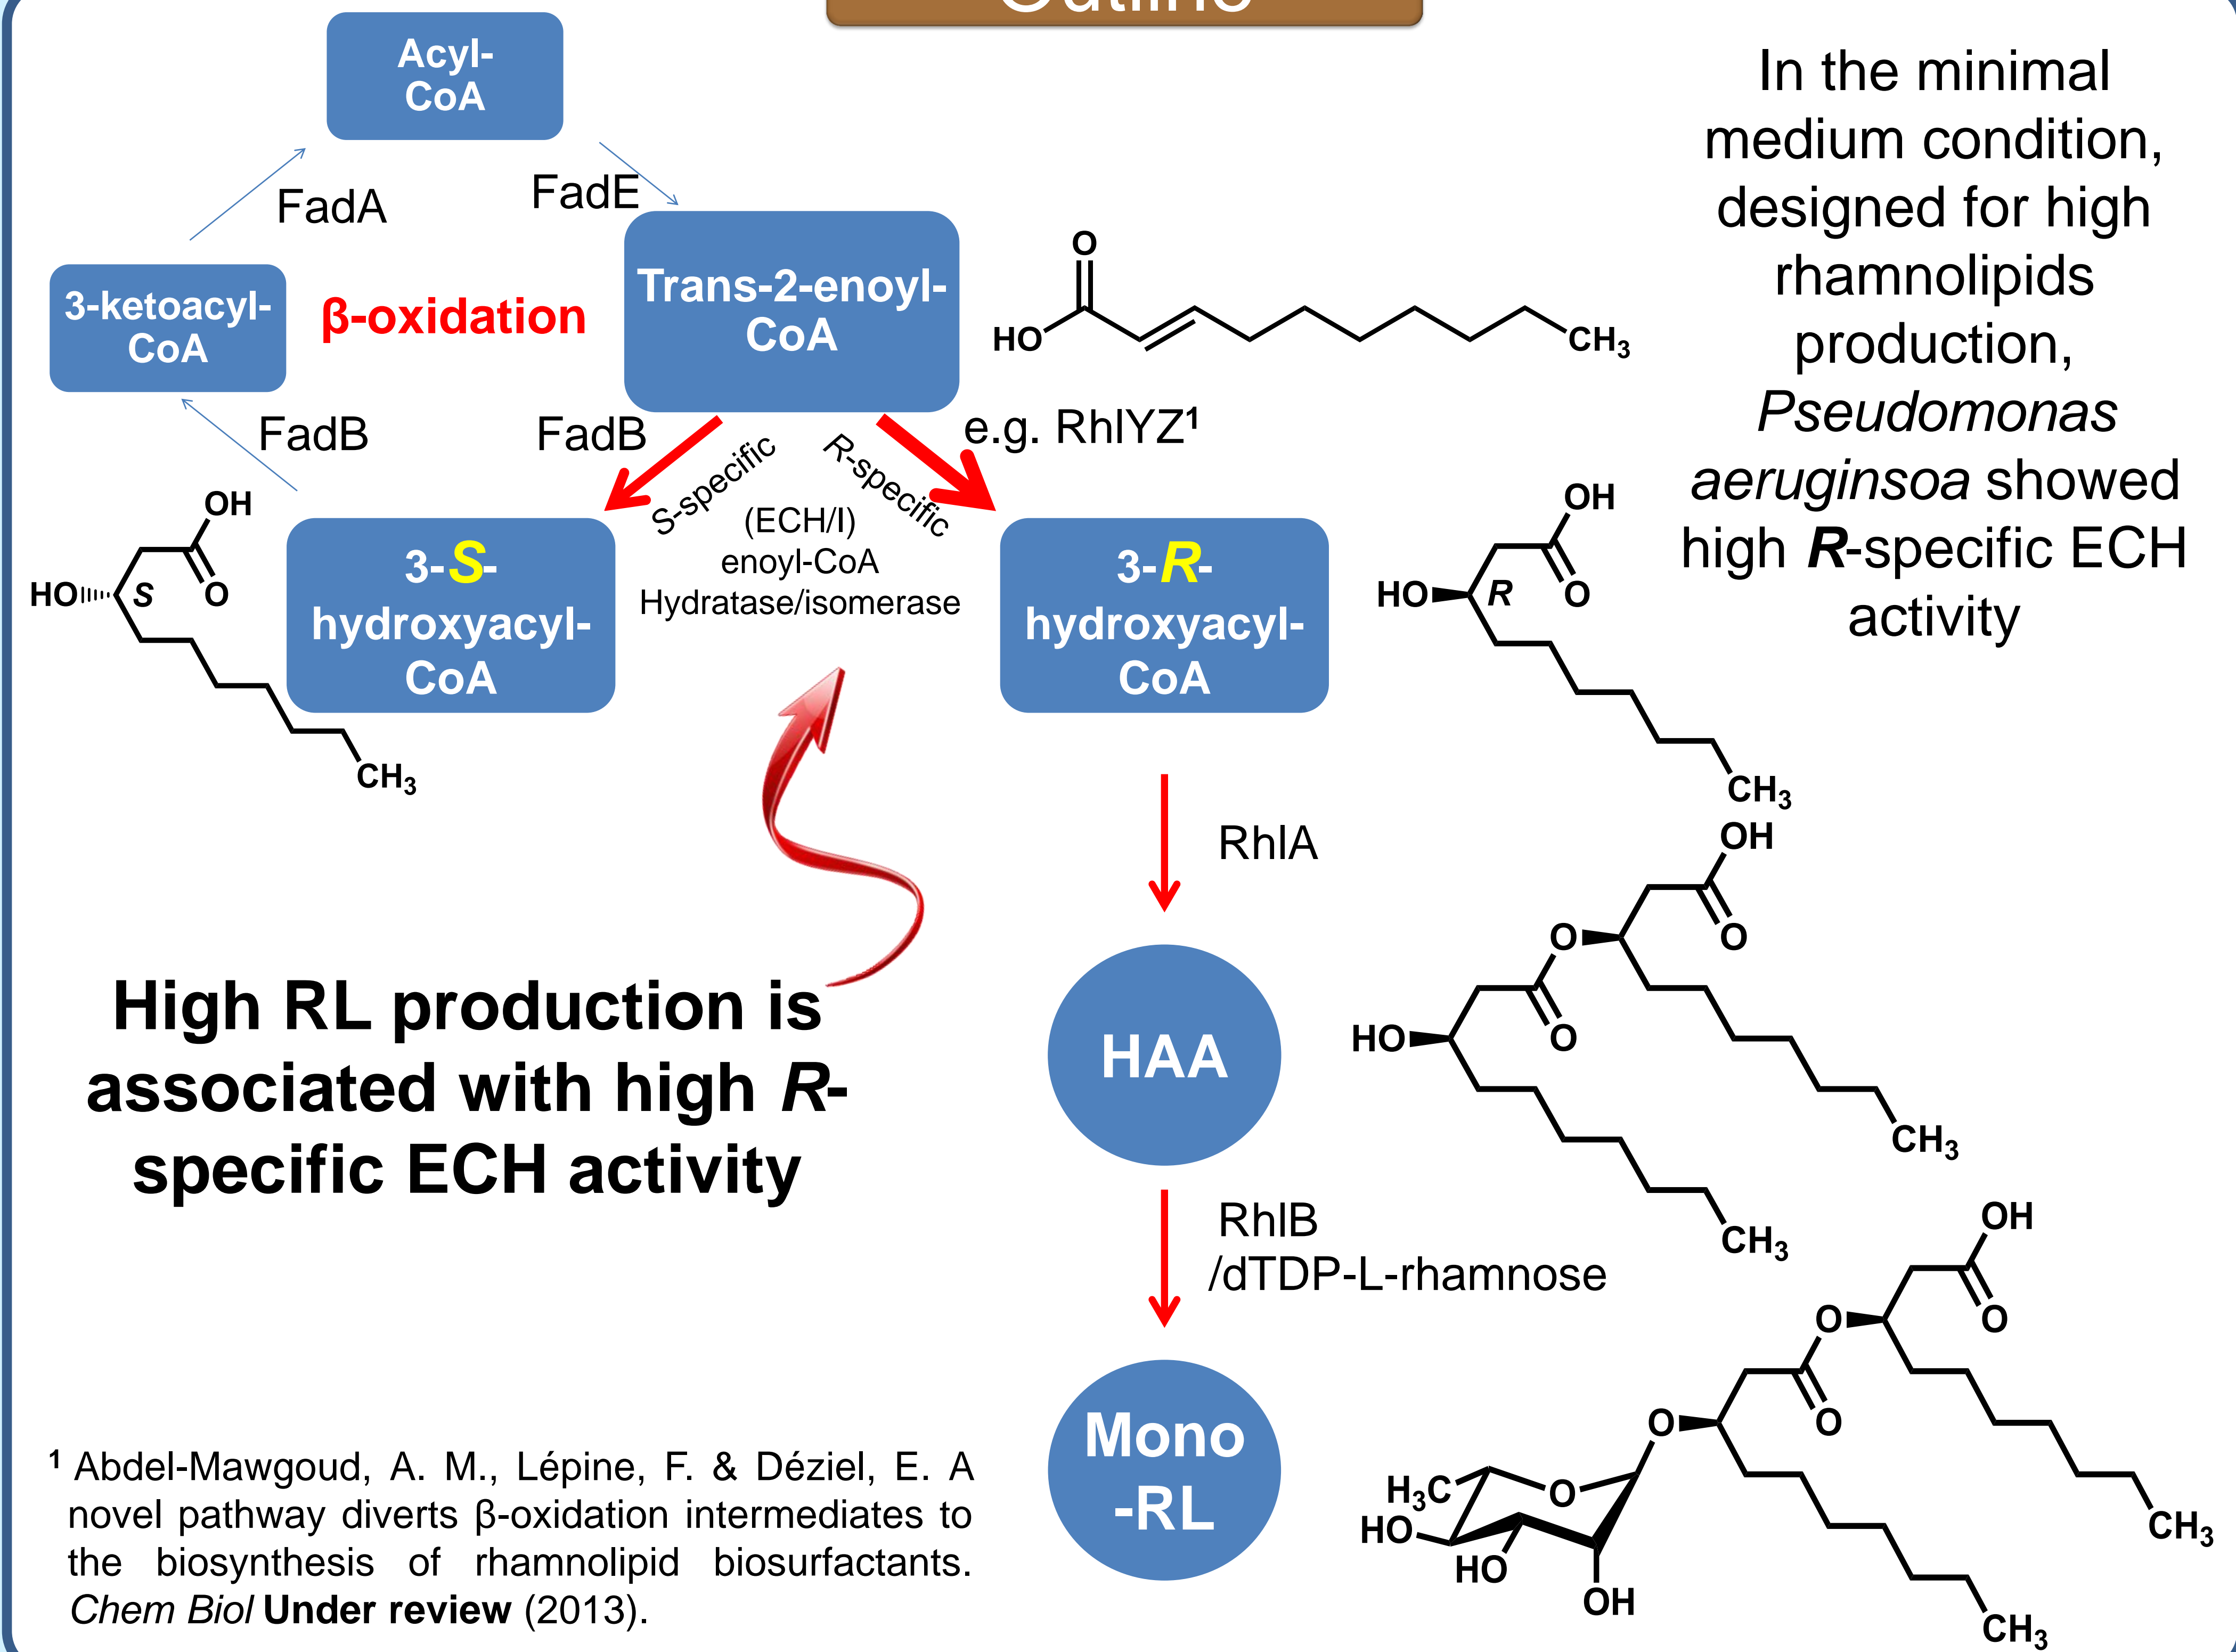 Outline
Acyl-
CoA
FadA
FadE
3-ketoacyl-
CoA
β-oxidation
Trans-2-enoyl-
CoA
O
HO
CH3
FadB
FadB
e.g. RhlYZ¹
S-specific
R-specific
(ECH/I)
enoyl-CoA
Hydratase/isomerase
OH
HO
S
O
CH3
3-S-
hydroxyacyl-
CoA
3-R-
hydroxyacyl-
CoA
OH
HO
R
O
CH3
In the minimal
medium condition,
designed for high
rhamnolipids
production,
Pseudomonas
aeruginsoa showed
high R-specific ECH
activity
RhlA
OH
O
O
HO
O
CH3
CH3
High RL production is
associated with high R-
specific ECH activity
HAA
RhlB
/dTDP-L-rhamnose
Mono
-RL
OH
O
O
O
O
H3C
O
HO
HO
OH
CH3
CH3
¹ Abdel-Mawgoud, A. M., Lépine, F. & Déziel, E. A
novel pathway diverts β-oxidation intermediates to
the biosynthesis of rhamnolipid biosurfactants.
Chem Biol Under review (2013).